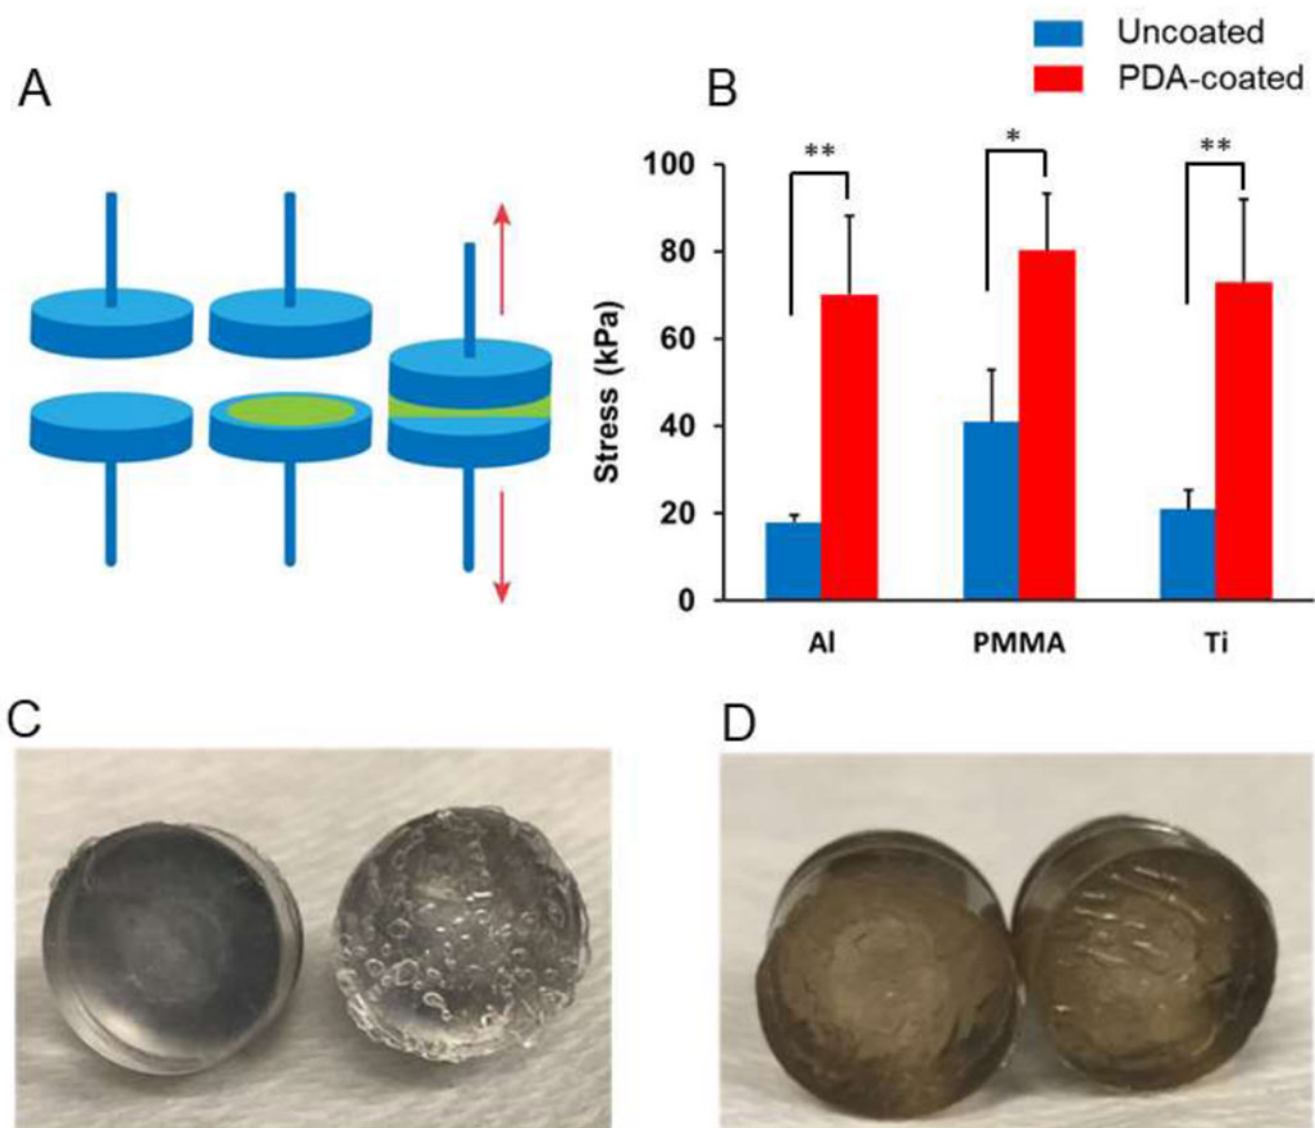 Uncoated
PDA-coated
A
B
**
*
**
100
80
60
40
20
0
Stress (kPa)
Al
PMMA
Ti
C
D